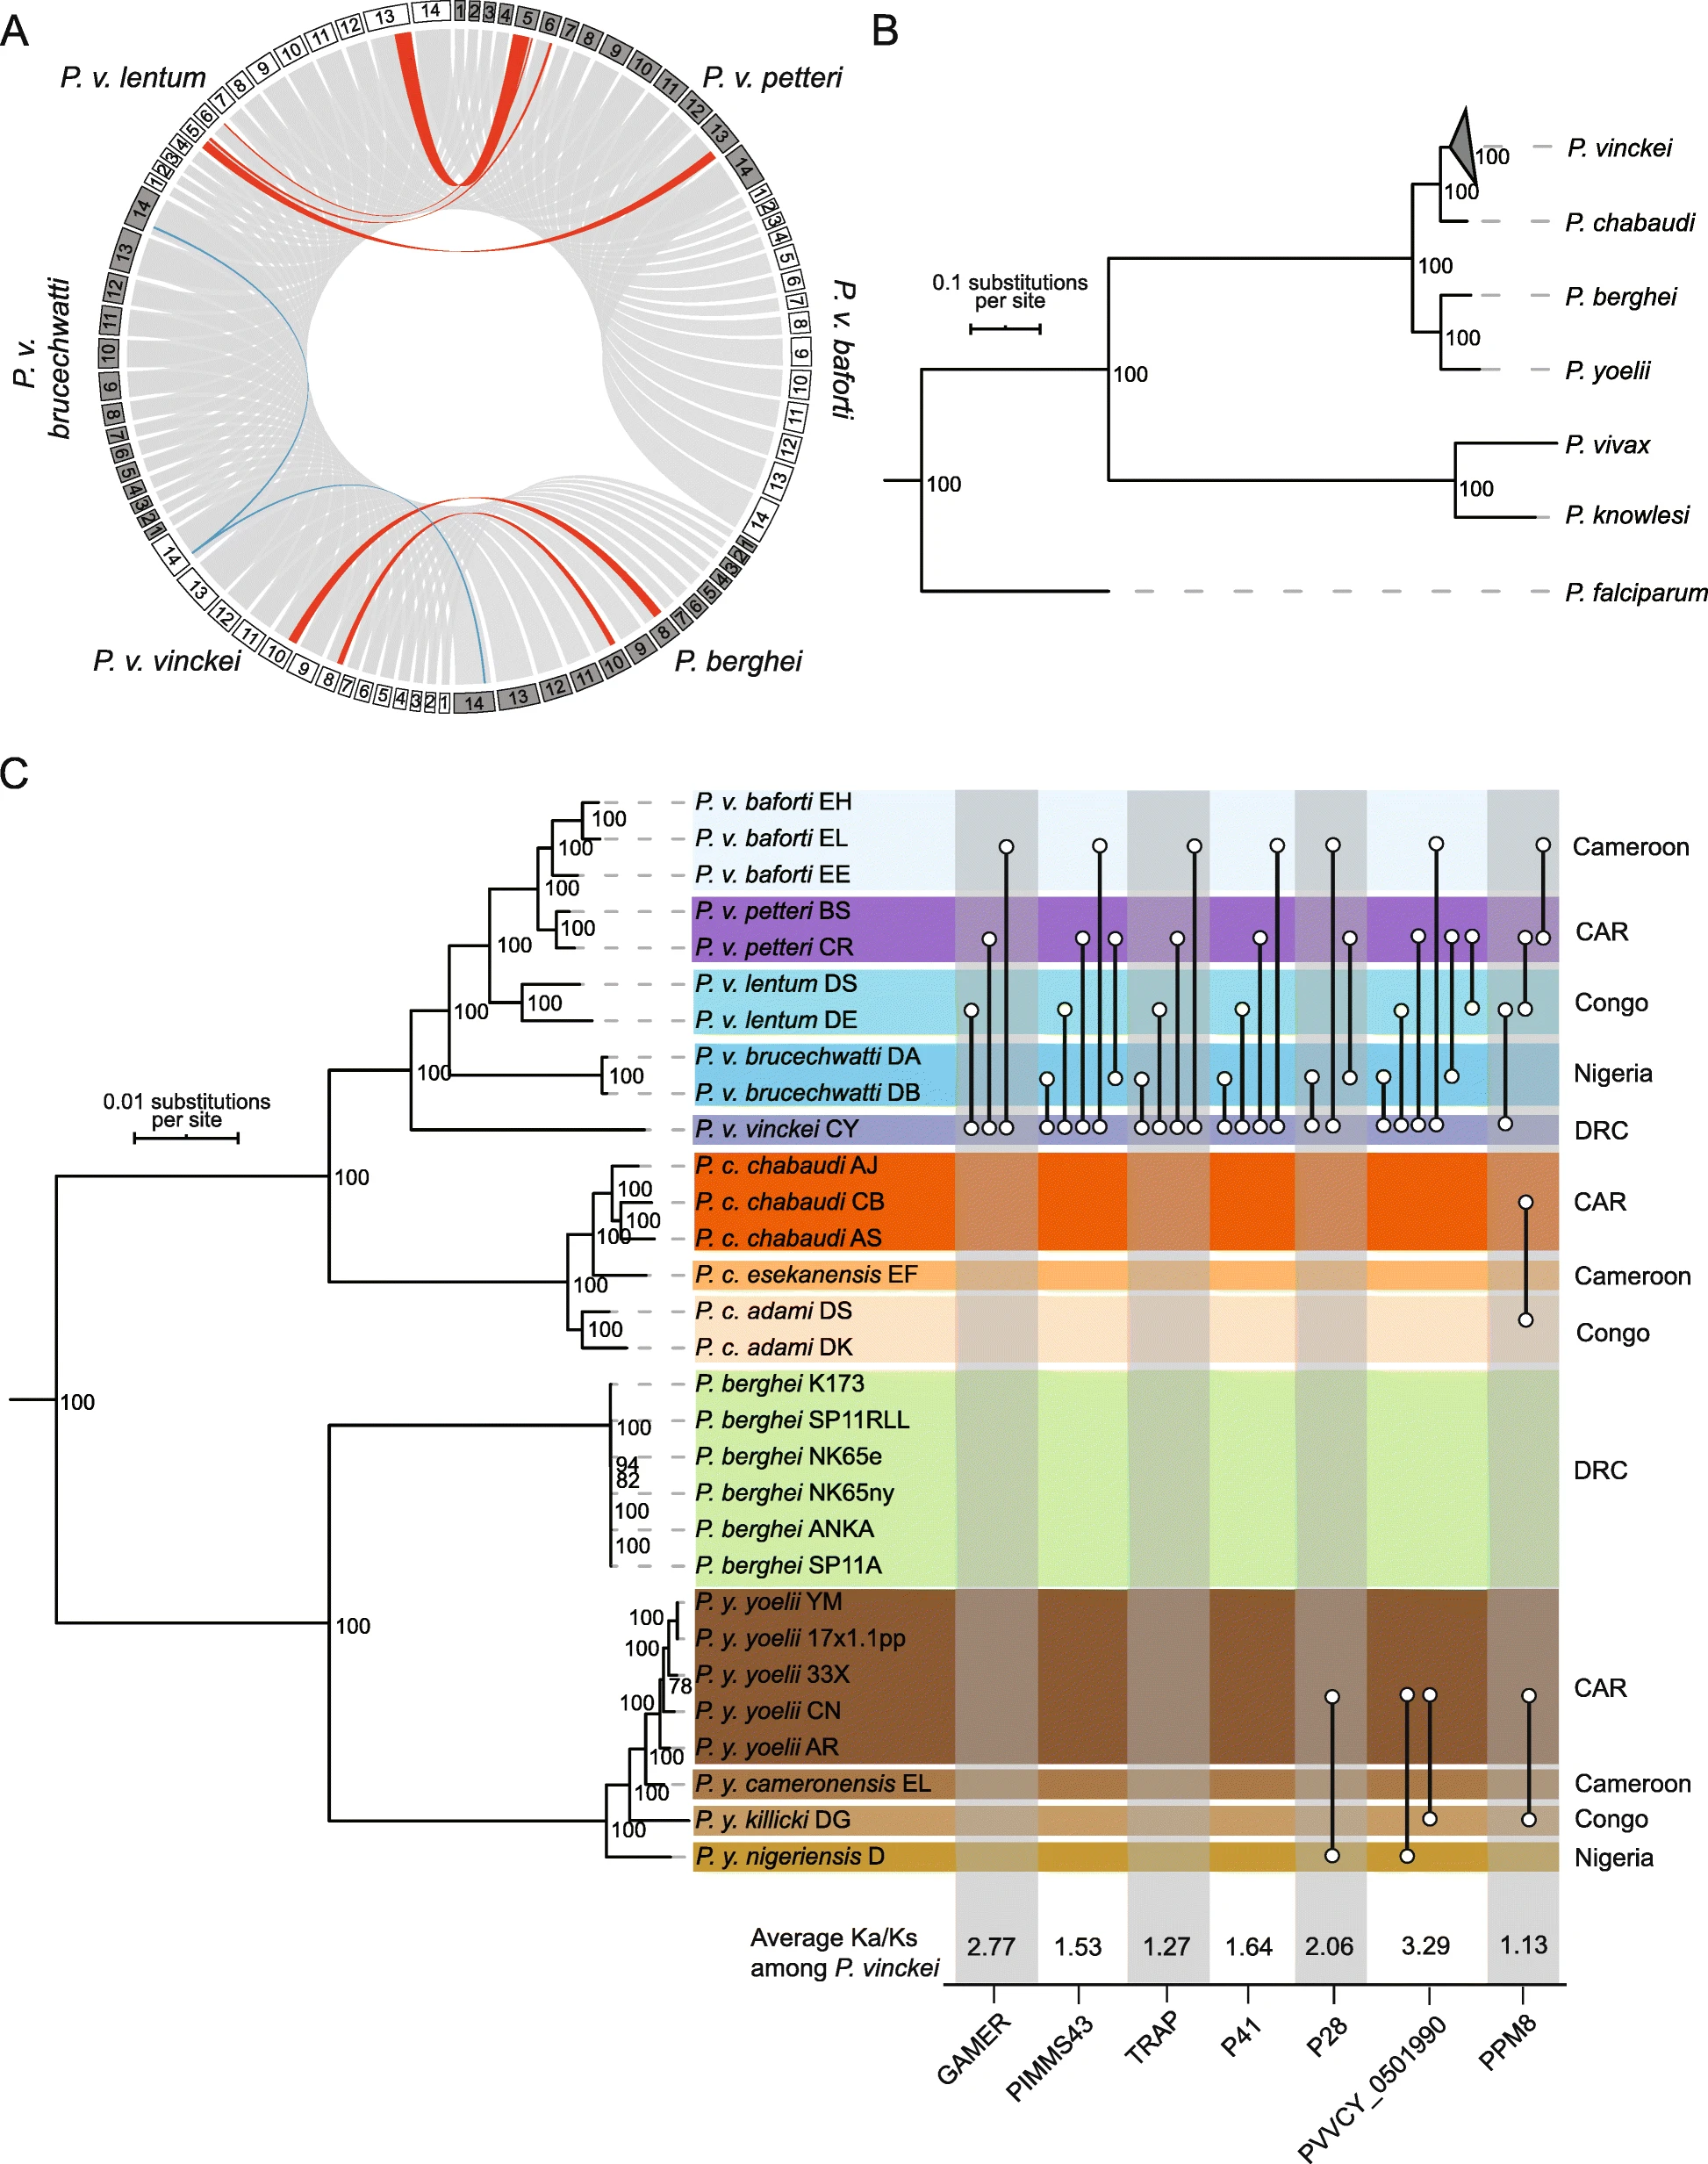 A
P. v. lentum
1 2 3 4 5 6 7 8 9 10 11 12 13 14
P. v. petteri
1 2 3 4 5 6 7 8 9 10 11 12 13 14
P. v. baforti
1 2 3 4 5 6 7 8 9 10 11 12 13 14
P. berghei
1 2 3 4 5 6 7 8 9 10 11 12 13 14
P. v. vinckei
1 2 3 4 5 6 7 8 9 10 11 12 13 14
P. v.
brucechwatti
1 2 3 4 5 6 7 8 9 10 11 12 13 14
B
0.1 substitutions
per site
100 P. vinckei
100
P. chabaudi
100
P. berghei
100
P. yoelii
100
P. vivax
100
P. knowlesi
100
P. falciparum
C
0.01 substitutions
per site
P. v. baforti EH
100
P. v. baforti EL
Cameroon
100
P. v. baforti EE
100
P. v. petteri BS
100
CAR
100
P. v. petteri CR
P. v. lentum DS
100
Congo
100
P. v. lentum DE
P. v. brucechwatti DA
100
100
Nigeria
P. v. brucechwatti DB
P. v. vinckei CY
DRC
100
P. c. chabaudi AJ
100
P. c. chabaudi CB
CAR
100
100
P. c. chabaudi AS
P. c. esekanensis EF
Cameroon
100
P. c. adami DS
100
Congo
P. c. adami DK
100
P. berghei K173
P. berghei SP11RLL
100
P. berghei NK65e
94
DRC
82
P. berghei NK65ny
100
P. berghei ANKA
100
P. berghei SP11A
100
P. y. yoelii YM
100
P. y. yoelii 17x1.1pp
100
P. y. yoelii 33X
78
CAR
100
P. y. yoelii CN
P. y. yoelii AR
100
P. y. cameronensis EL
Cameroon
100
P. y. killicki DG
Congo
100
P. y. nigeriensis D
Nigeria
Average Ka/Ks
among P. vinckei
2.77 1.53 1.27 1.64 2.06 3.29 1.13
GAMER
PIMMS43
TRAP
P41
P28
PVVCY_0501990
PPM8